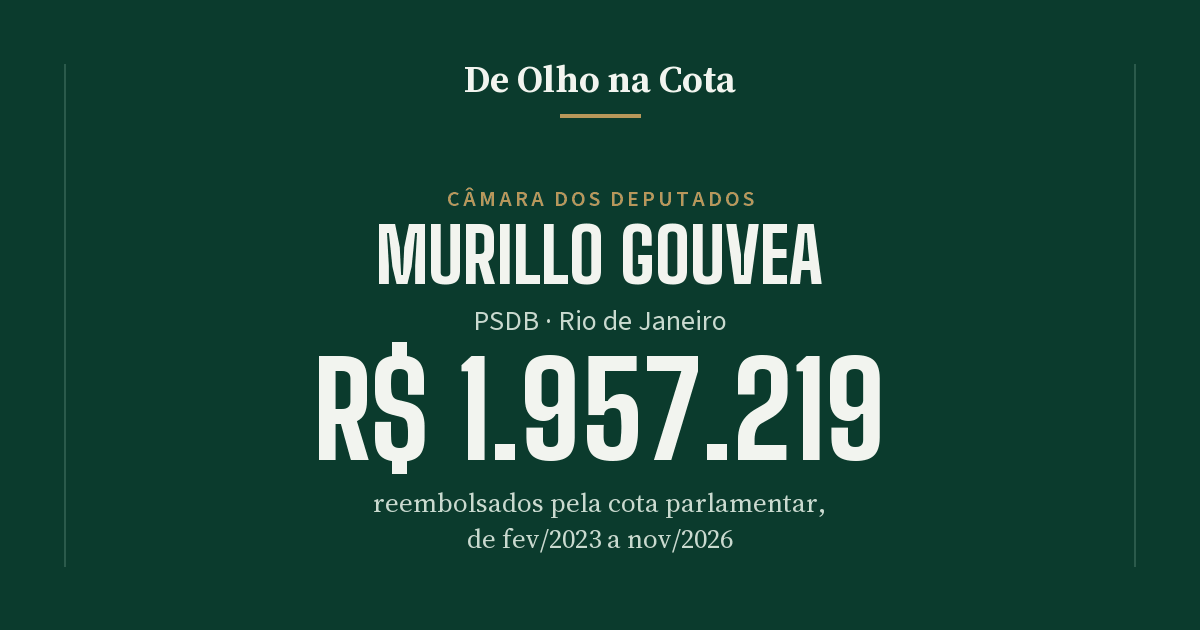 De Olho na Cota
CÂMARA DOS DEPUTADOS
MURILLO GOUVEA
PSDB · Rio de Janeiro
R$ 1.957.219
reembolsados pela cota parlamentar,
de fev/2023 a nov/2026